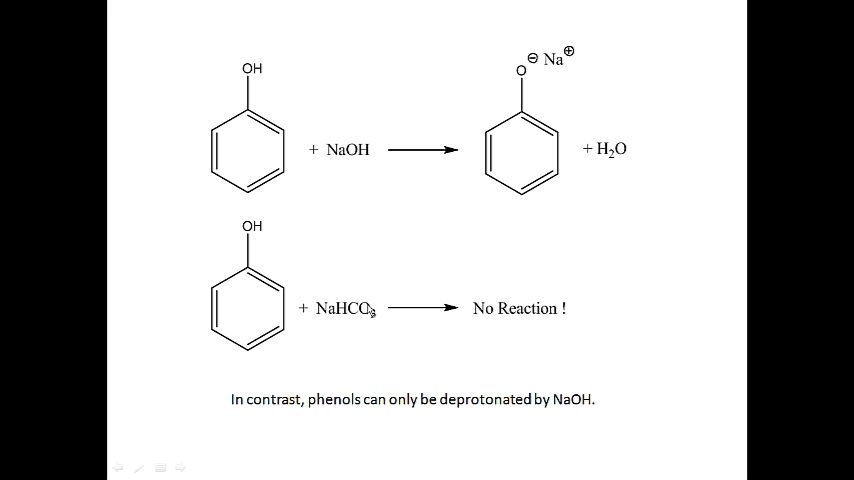 OH
O ⊖ Na⊕
+ NaOH
+ H₂O
OH
+ NaHCO₃
No Reaction !
In contrast, phenols can only be deprotonated by NaOH.